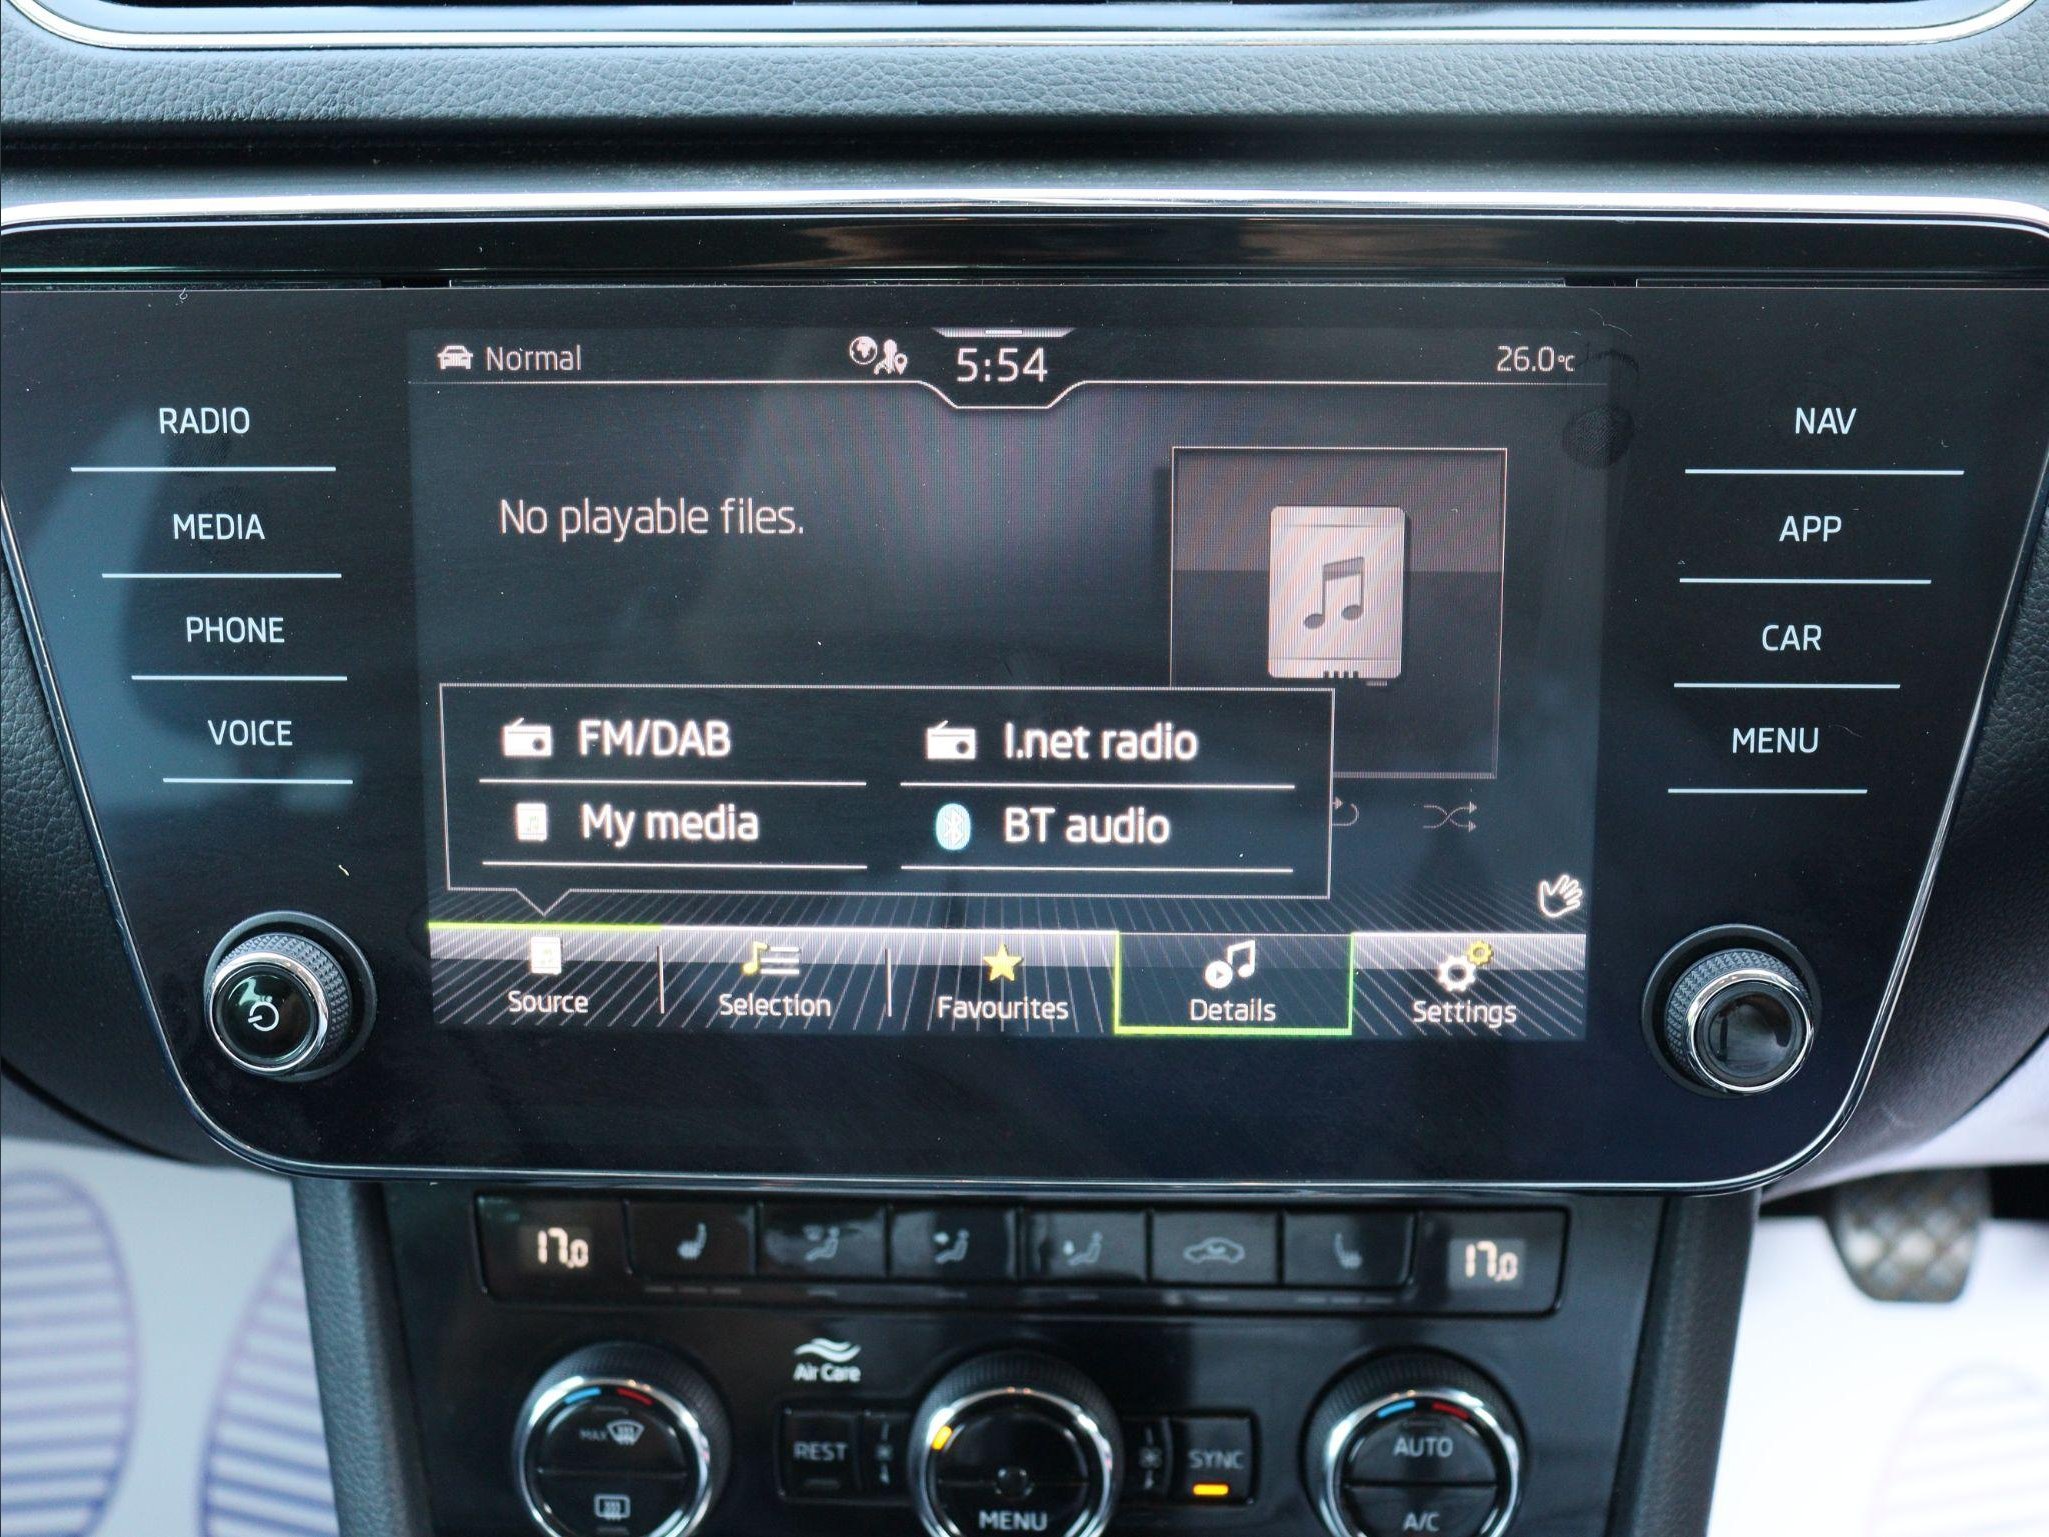 Normal
5:54
26.0°C
RADIO
MEDIA
PHONE
VOICE
NAV
APP
CAR
MENU
No playable files.
FM/DAB
I.net radio
My media
BT audio
Source
Selection
Favourites
Details
Settings
17,0
17,0
Air Care
MAX
REST
SYNC
AUTO
MENU
A/C